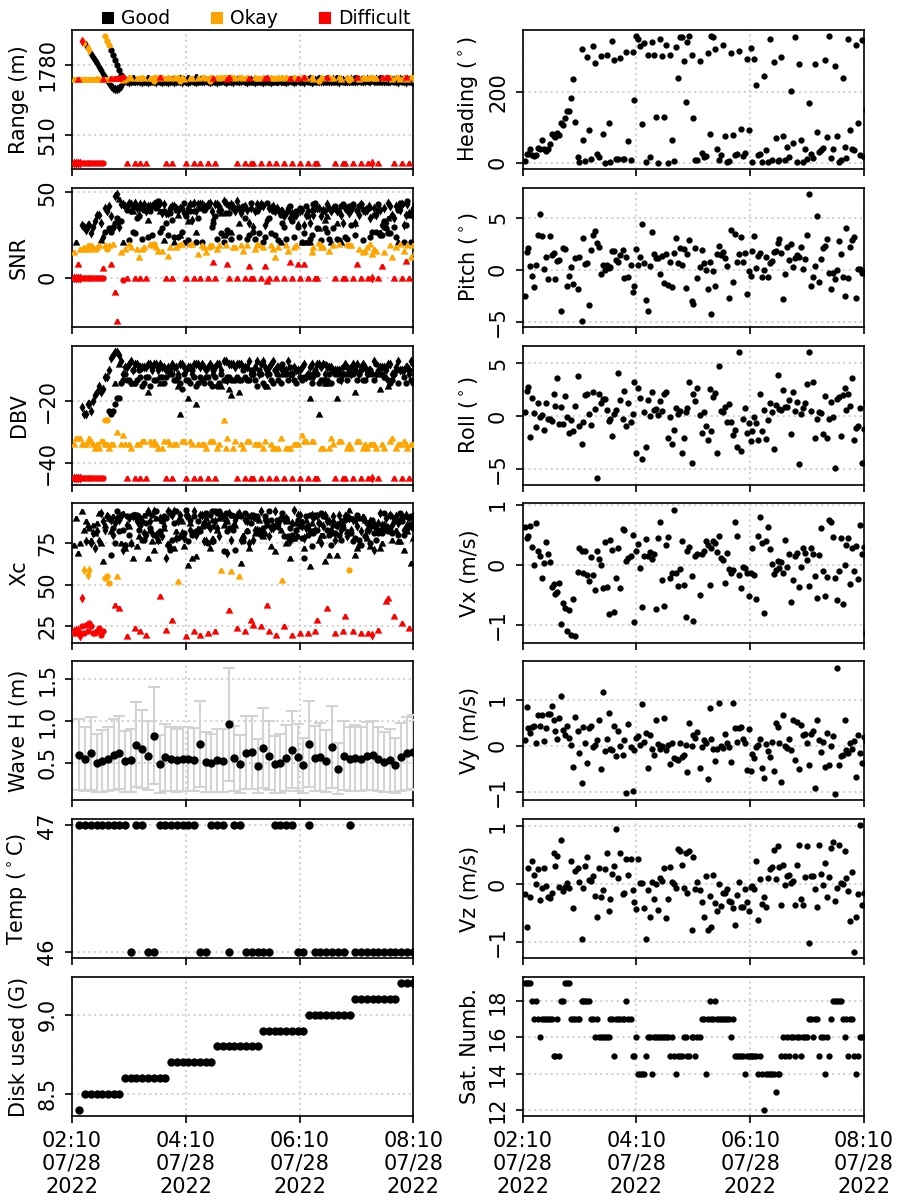 Good Okay Difficult
Range (m)
1780
510
Heading (°)
200
0
SNR
50
0
Pitch (°)
5
0
−5
DBV
−20
−40
Roll (°)
5
0
−5
Xc
75
50
25
Vx (m/s)
1
0
−1
Wave H (m)
1.5
1.0
0.5
Vy (m/s)
1
0
−1
Temp (°C)
47
46
Vz (m/s)
1
0
−1
Disk used (G)
9.0
8.5
Sat. Numb.
18
16
14
12
02:10 04:10 06:10 08:10
07/28 07/28 07/28 07/28
2022 2022 2022 2022
02:10 04:10 06:10 08:10
07/28 07/28 07/28 07/28
2022 2022 2022 2022